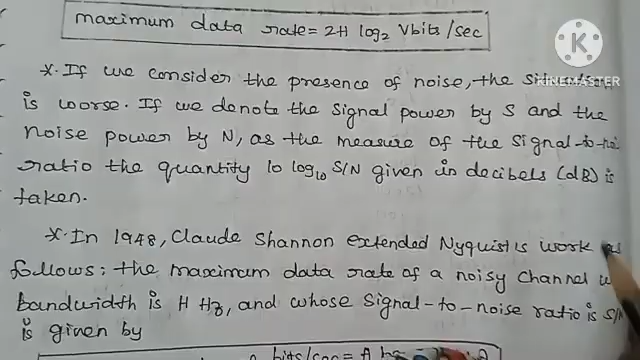 maximum data rate = 2H log₂ V bits/sec
KINEMASTER
*. If we consider the presence of noise, the
is worse. If we denote the signal power by S and the
noise power by N, as the measure of the signal-to-
ratio the quantity 10 log₁₀ S/N given in decibels (dB) is
taken.
*. In 1948, Claude Shannon extended Nyquist's work as
follows: the maximum data rate of a noisy channel
bandwidth is H Hz, and whose signal-to-noise ratio is S/N
is given by
bits/sec =